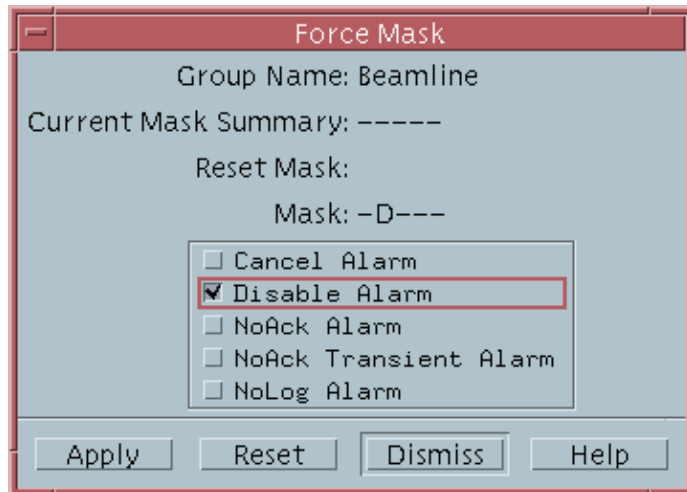 Force Mask
Group Name: Beamline
Current Mask Summary: -----
Reset Mask:
Mask: -D---
Cancel Alarm
Disable Alarm
NoAck Alarm
NoAck Transient Alarm
NoLog Alarm
Apply Reset Dismiss Help